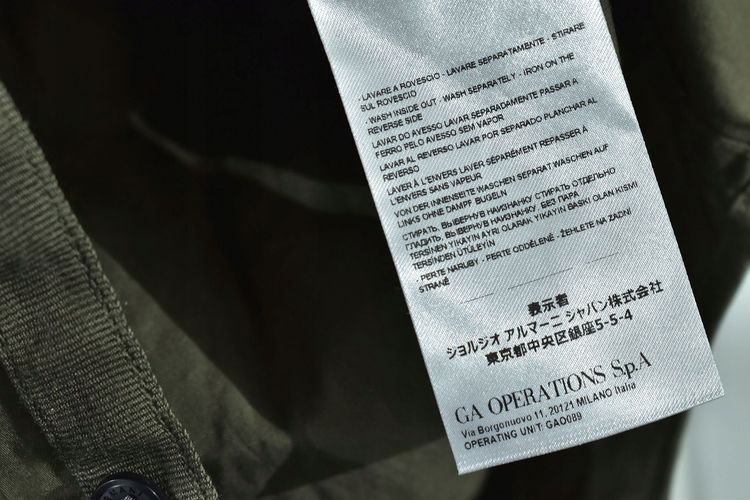 - LAVARE A ROVESCIO - LAVARE SEPARATAMENTE - STIRARE
SUL ROVESCIO
- WASH INSIDE OUT - WASH SEPARATELY - IRON ON THE
REVERSE SIDE
LAVAR DO AVESSO LAVAR SEPARADAMENTE PASSAR A
FERRO PELO AVESSO SEM VAPOR
LAVAR AL REVERSO LAVAR POR SEPARADO PLANCHAR AL
REVERSO
LAVER À L'ENVERS LAVER SÉPARÉMENT REPASSER À
L'ENVERS SANS VAPEUR
VON DER INNENSEITE WASCHEN SEPARAT WASCHEN AUF
LINKS OHNE DAMPF BUGELN
СТИРАТЬ, ВЫВЕРНУВ НАИЗНАНКУ СТИРАТЬ ОТДЕЛЬНО
ГЛАДИТЬ, ВЫВЕРНУВ НАИЗНАНКУ, БЕЗ ПАРА
TERSİNEN YIKAYIN AYRI OLARAK YIKAYIN BASKI OLAN KISMI
TERSİNDEN ÜTÜLEYİN
- PERTE NARUBY - PERTE ODDĚLENĚ - ŽEHLETE NA ZADNÍ
STRANĚ
表示者
ジョルジオ アルマーニ ジャパン株式会社
東京都中央区銀座5-5-4
GA OPERATIONS S.p.A
Via Borgonuovo 11, 20121 MILANO Italia
OPERATING UNIT: GAO089